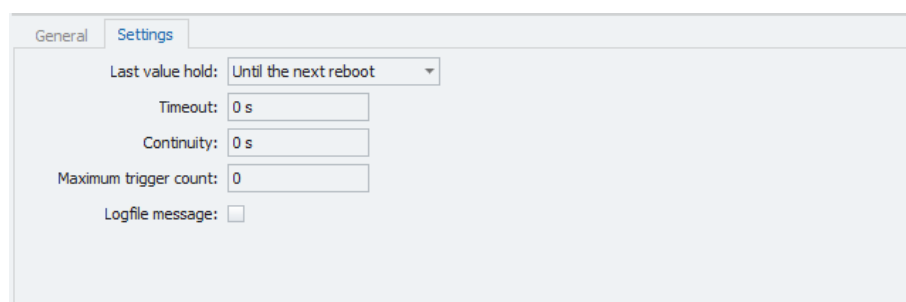 General Settings
Last value hold: Until the next reboot
Timeout: 0 s
Continuity: 0 s
Maximum trigger count: 0
Logfile message: